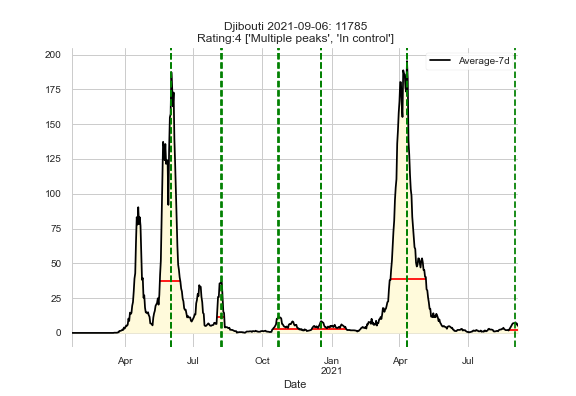 Djibouti 2021-09-06: 11785
Rating:4 ['Multiple peaks', 'In control']
Average-7d
200
175
150
125
100
75
50
25
0
Apr Jul Oct Jan Apr Jul
2021
Date